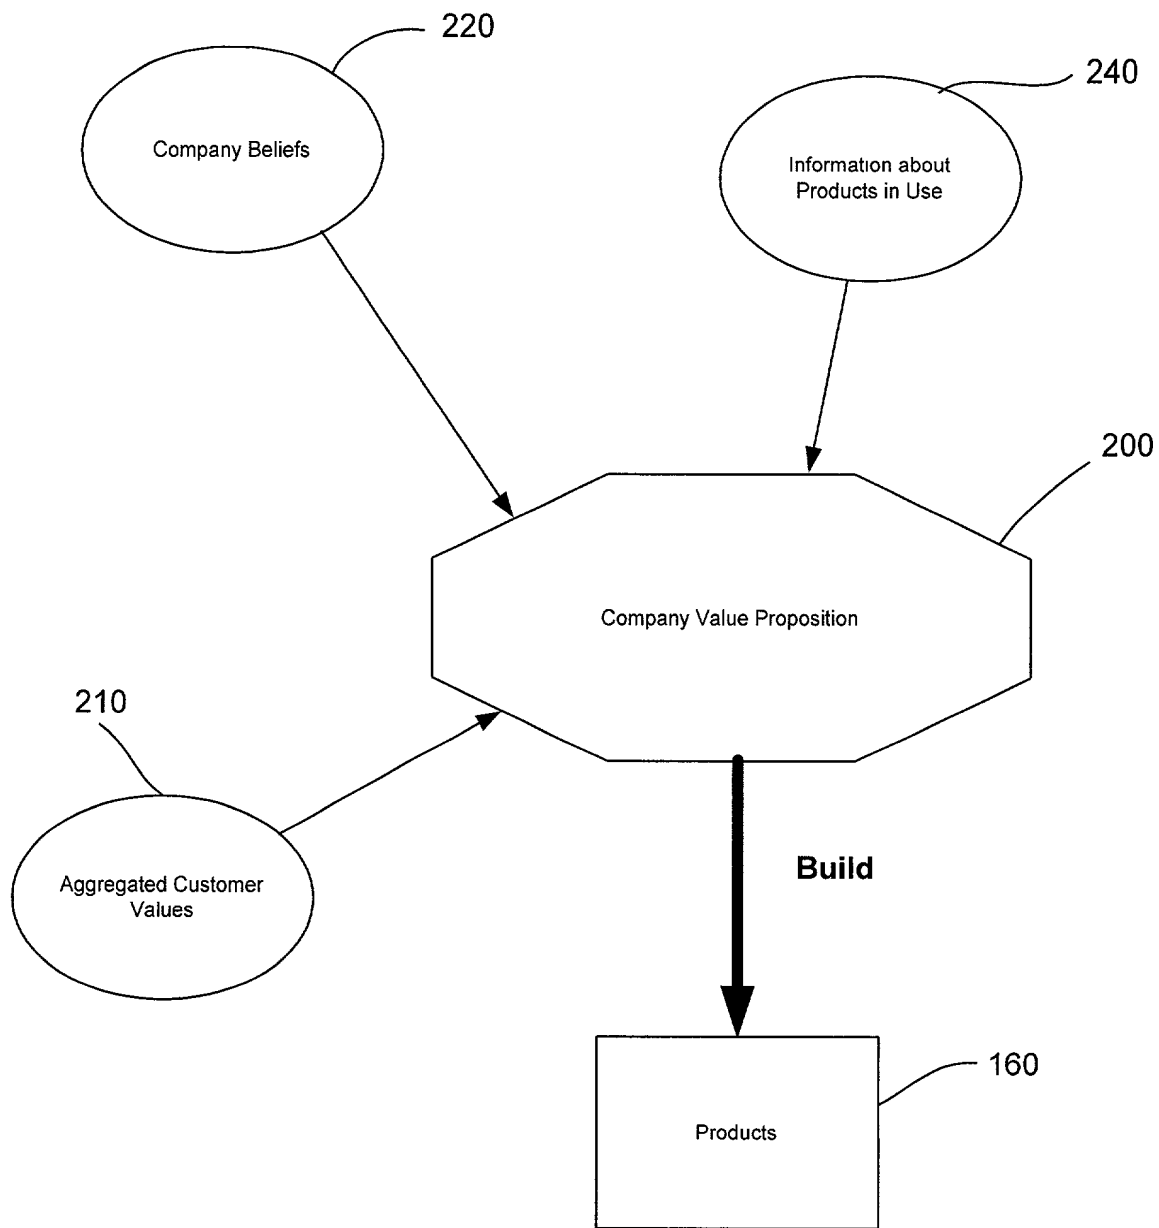 220
240
Company Beliefs
Information about
Products in Use
200
Company Value Proposition
210
Aggregated Customer
Values
Build
160
Products